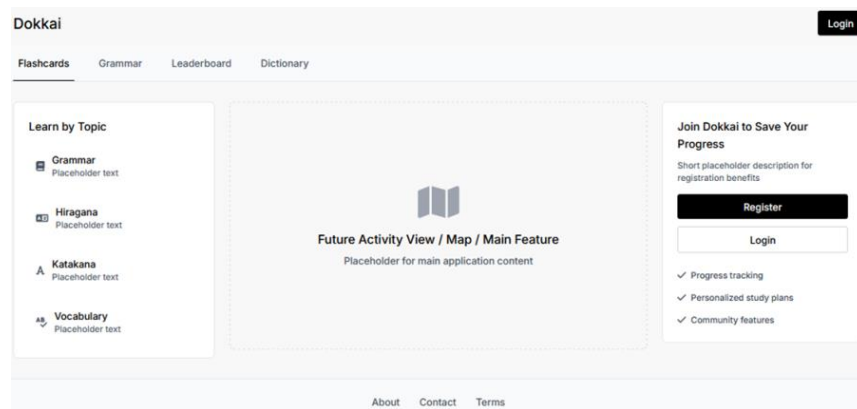 Dokkai
Login
Flashcards Grammar Leaderboard Dictionary
Learn by Topic
Grammar
Placeholder text
Hiragana
Placeholder text
A Katakana
Placeholder text
AB Vocabulary
Placeholder text
Future Activity View / Map / Main Feature
Placeholder for main application content
Join Dokkai to Save Your
Progress
Short placeholder description for
registration benefits
Register
Login
Progress tracking
Personalized study plans
Community features
About Contact Terms